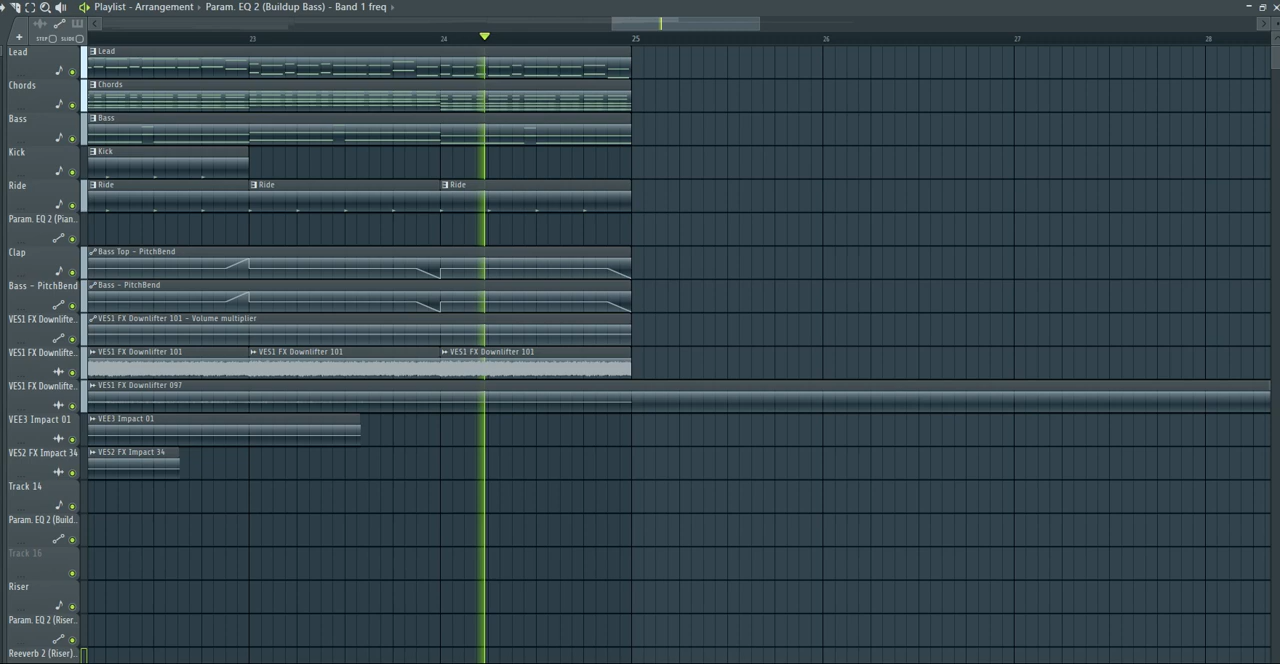 Playlist - Arrangement › Param. EQ 2 (Buildup Bass) - Band 1 freq ›
+ STEP SLIDE
23 24 25 26 27 28
Lead
Lead
Chords
Chords
Bass
Bass
Kick
Kick
Ride
Ride Ride Ride
Param. EQ 2 (Pian..
Clap
Bass Top - PitchBend
Bass - PitchBend
Bass - PitchBend
VES1 FX Downlifte..
VES1 FX Downlifter 101 - Volume multiplier
VES1 FX Downlifte..
VES1 FX Downlifter 101 VES1 FX Downlifter 101 VES1 FX Downlifter 101
VES1 FX Downlifte..
VES1 FX Downlifter 097
VEE3 Impact 01
VEE3 Impact 01
VES2 FX Impact 34
VES2 FX Impact 34
Track 14
Param. EQ 2 (Build..
Track 16
Riser
Param. EQ 2 (Riser..
Reeverb 2 (Riser)..